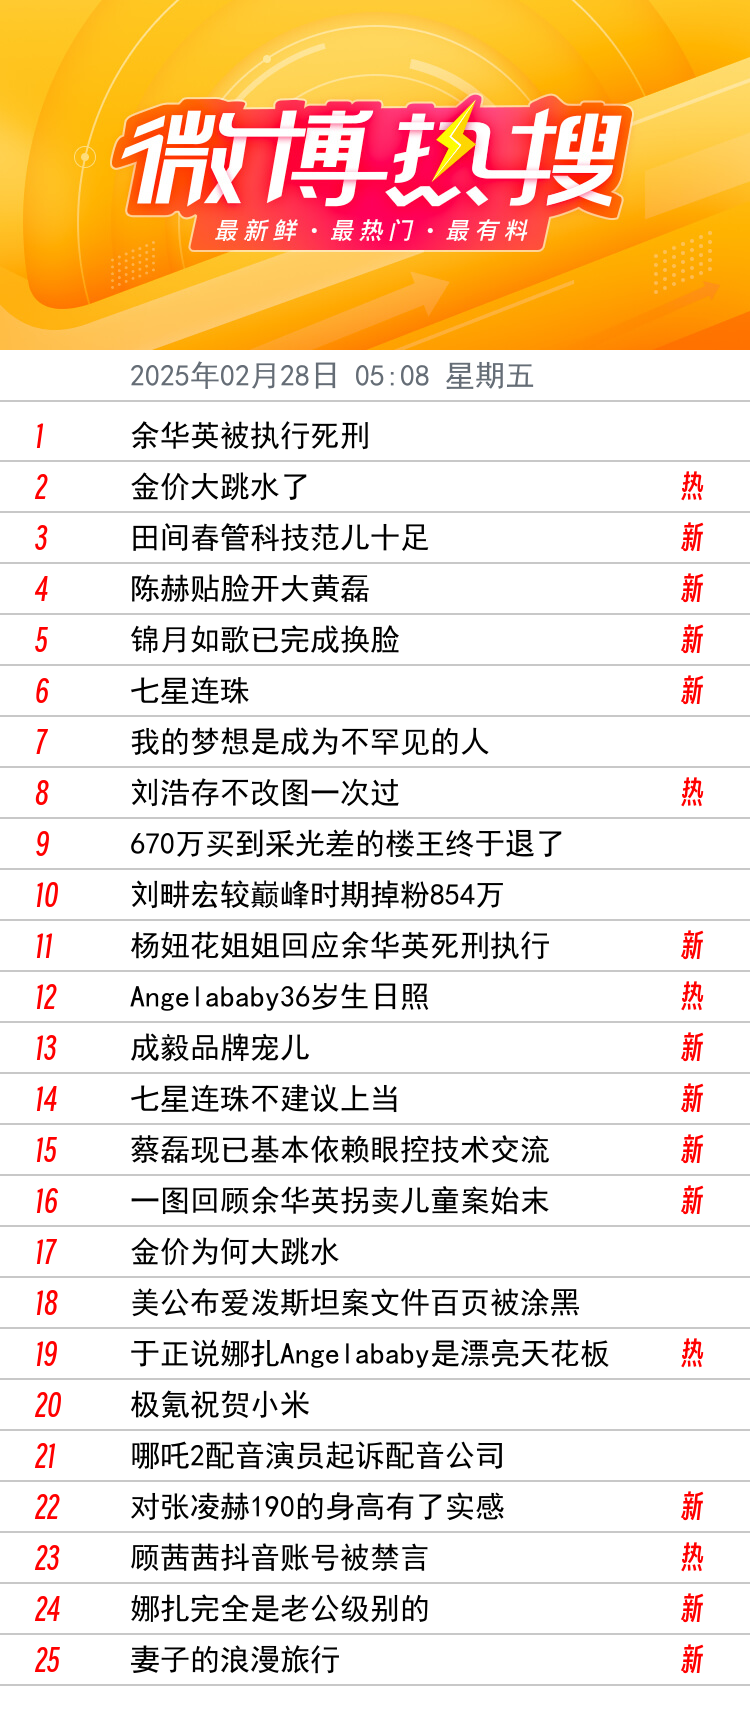 微博热搜
最新鲜·最热门·最有料
2025年02月28日 05:08 星期五
1 余华英被执行死刑
2 金价大跳水了 热
3 田间春管科技范儿十足 新
4 陈赫贴脸开大黄磊 新
5 锦月如歌已完成换脸 新
6 七星连珠 新
7 我的梦想是成为不罕见的人
8 刘浩存不改图一次过 热
9 670万买到采光差的楼王终于退了
10 刘畊宏较巅峰时期掉粉854万
11 杨妞花姐姐回应余华英死刑执行 新
12 Angelababy36岁生日照 热
13 成毅品牌宠儿 新
14 七星连珠不建议上当 新
15 蔡磊现已基本依赖眼控技术交流 新
16 一图回顾余华英拐卖儿童案始末 新
17 金价为何大跳水
18 美公布爱泼斯坦案文件百页被涂黑
19 于正说娜扎Angelababy是漂亮天花板 热
20 极氪祝贺小米
21 哪吒2配音演员起诉配音公司
22 对张凌赫190的身高有了实感 新
23 顾茜茜抖音账号被禁言 热
24 娜扎完全是老公级别的 新
25 妻子的浪漫旅行 新